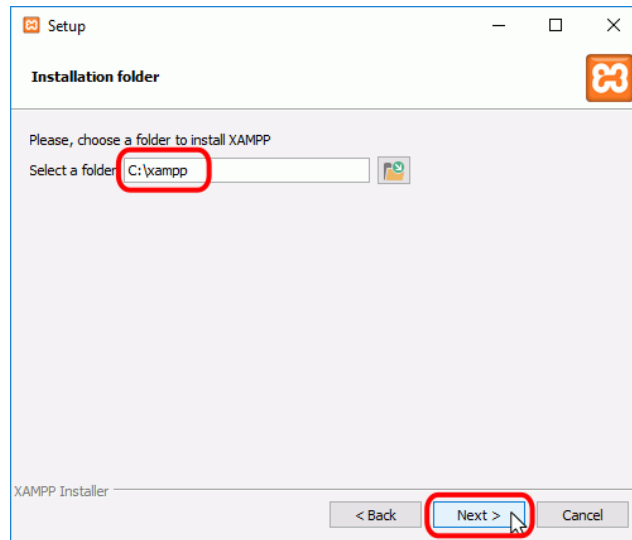 Setup
Installation folder
Please, choose a folder to install XAMPP
Select a folder C:\xampp
XAMPP Installer
< Back Next > Cancel